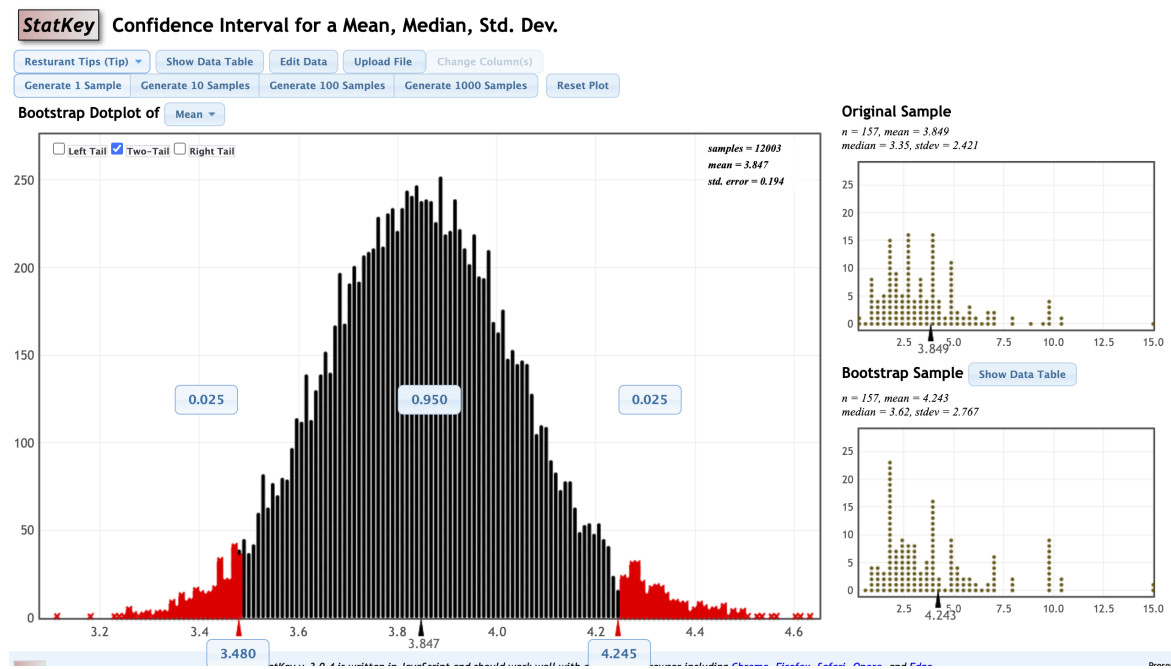 StatKey Confidence Interval for a Mean, Median, Std. Dev.
Resturant Tips (Tip) Show Data Table Edit Data Upload File Change Column(s)
Generate 1 Sample Generate 10 Samples Generate 100 Samples Generate 1000 Samples Reset Plot
Bootstrap Dotplot of Mean
Left Tail Two-Tail Right Tail
samples = 12003
mean = 3.847
std. error = 0.194
250
200
150
100
50
0
0.025 0.950 0.025
3.2 3.4 3.6 3.8 4.0 4.2 4.4 4.6
3.847
3.480 4.245
Original Sample
n = 157, mean = 3.849
median = 3.35, stdev = 2.421
25
20
15
10
5
0
2.5 5.0 7.5 10.0 12.5 15.0
3.849
Bootstrap Sample Show Data Table
n = 157, mean = 4.243
median = 3.62, stdev = 2.767
25
20
15
10
5
0
2.5 5.0 7.5 10.0 12.5 15.0
4.243